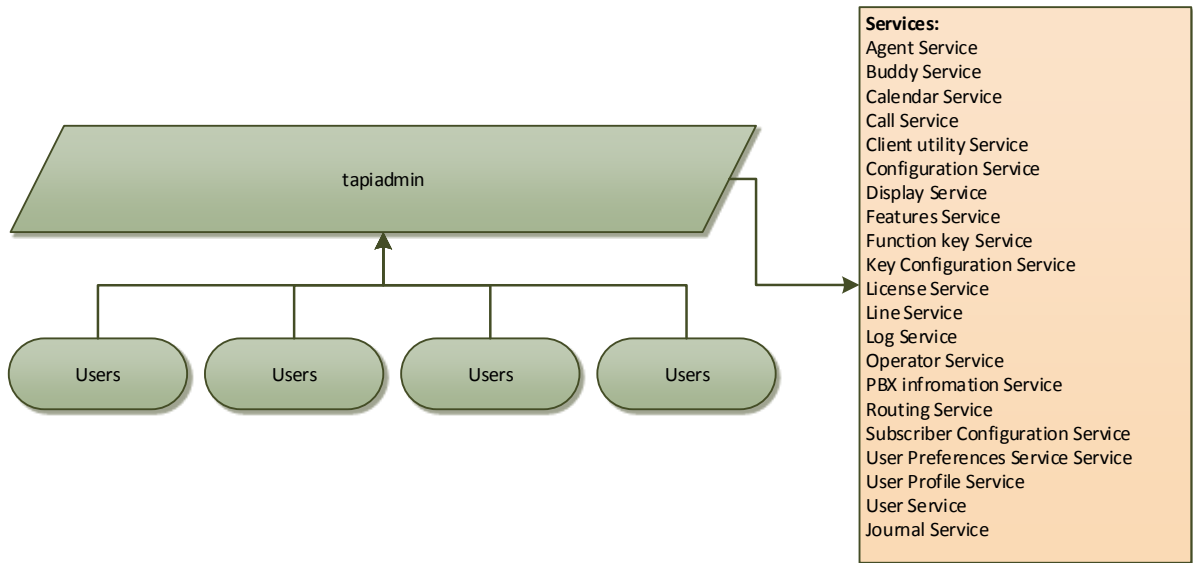 tapiadmin
Users
Users
Users
Users
Services:
Agent Service
Buddy Service
Calendar Service
Call Service
Client utility Service
Configuration Service
Display Service
Features Service
Function key Service
Key Configuration Service
License Service
Line Service
Log Service
Operator Service
PBX infromation Service
Routing Service
Subscriber Configuration Service
User Preferences Service Service
User Profile Service
User Service
Journal Service